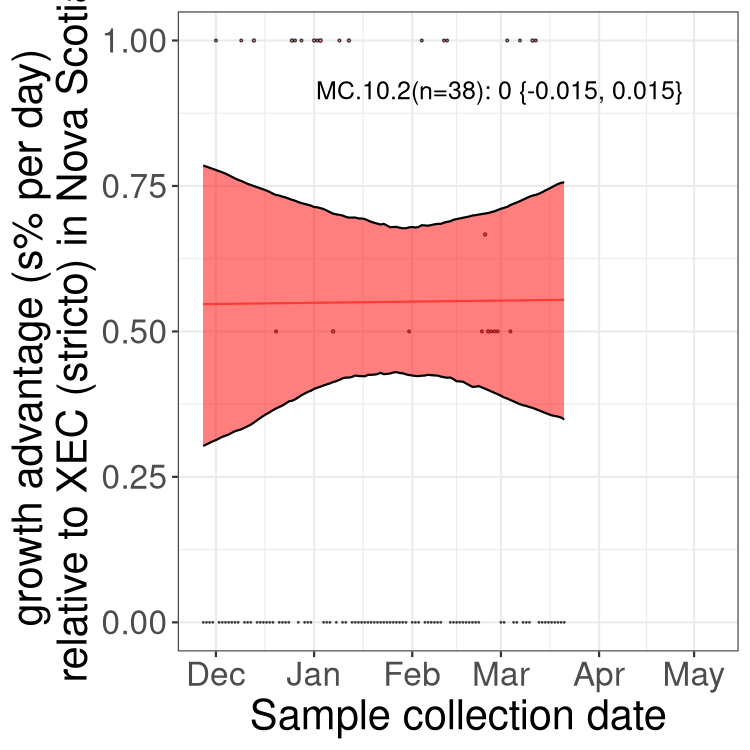 growth advantage (s% per day)
relative to XEC (stricto) in Nova Scotia
1.00
0.75
0.50
0.25
0.00
MC.10.2(n=38): 0 {-0.015, 0.015}
Dec Jan Feb Mar Apr May
Sample collection date